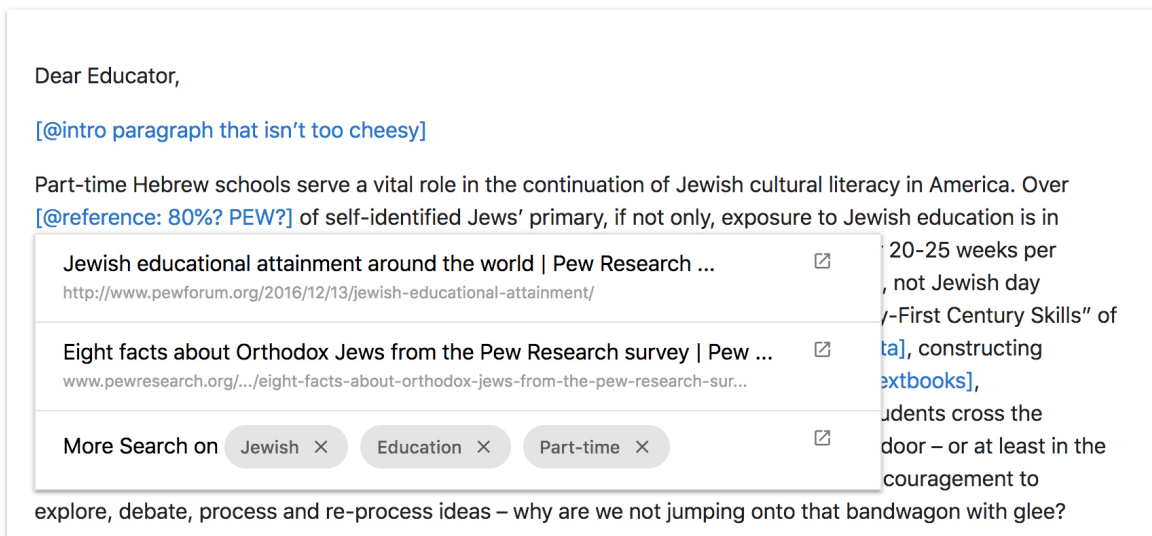 Dear Educator,
[@intro paragraph that isn’t too cheesy]
Part-time Hebrew schools serve a vital role in the continuation of Jewish cultural literacy in America. Over
[@reference: 80%? PEW?] of self-identified Jews’ primary, if not only, exposure to Jewish education is in
20-25 weeks per
Jewish educational attainment around the world | Pew Research ...
http://www.pewforum.org/2016/12/13/jewish-educational-attainment/
, not Jewish day
-First Century Skills” of
Eight facts about Orthodox Jews from the Pew Research survey | Pew ...
www.pewresearch.org/.../eight-facts-about-orthodox-jews-from-the-pew-research-sur...
], constructing
],
cross the
More Search on Jewish × Education × Part-time ×
door – or at least in the
to
explore, debate, process and re-process ideas – why are we not jumping onto that bandwagon with glee?